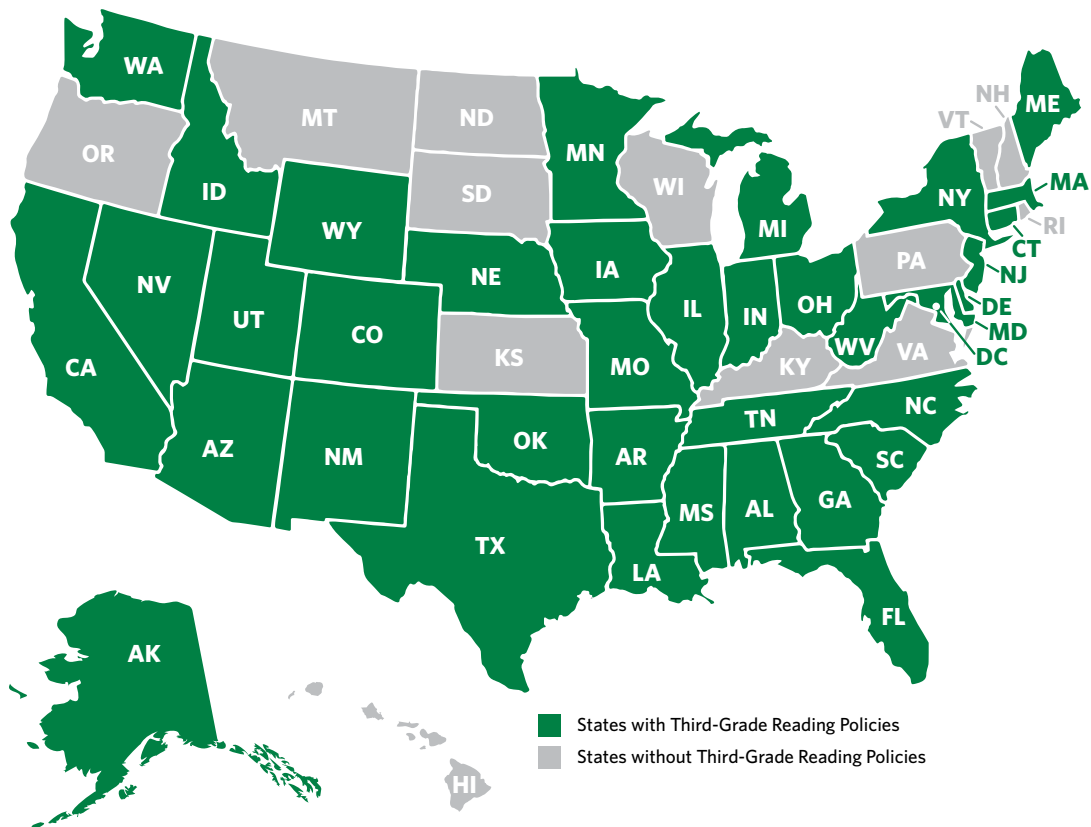 WA
MT
ND
MN
OR
ID
SD
WI
WY
MI
NY
VT
NH
ME
MA
RI
CT
NJ
PA
DE
MD
DC
NV
UT
CO
NE
IA
IL
IN
OH
WV
VA
KY
KS
MO
CA
AZ
NM
OK
AR
TN
NC
SC
MS
AL
GA
TX
LA
FL
AK
HI
States with Third-Grade Reading Policies
States without Third-Grade Reading Policies